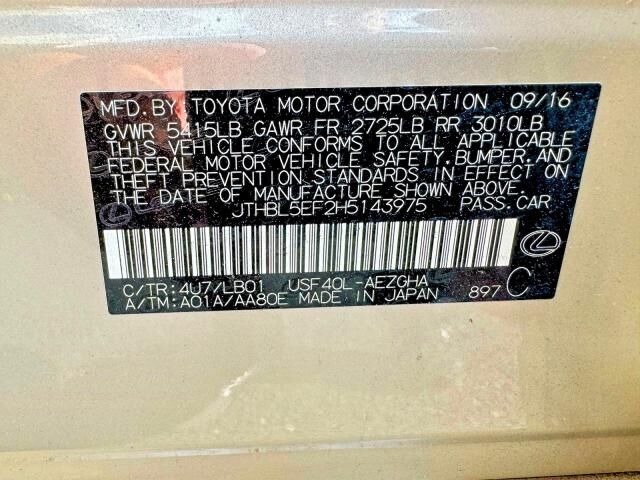 MFD. BY TOYOTA MOTOR CORPORATION 09/16
GVWR 5415LB GAWR FR 2725LB RR 3010LB
THIS VEHICLE CONFORMS TO ALL APPLICABLE
FEDERAL MOTOR VEHICLE SAFETY, BUMPER, AND
THEFT PREVENTION STANDARDS IN EFFECT ON
THE DATE OF MANUFACTURE SHOWN ABOVE.
JTHBL5EF2H5143975 PASS. CAR
C/TR: 4U7/LB01 USF40L-AEZGHA
A/TM: A01A/AA80E MADE IN JAPAN 897 C